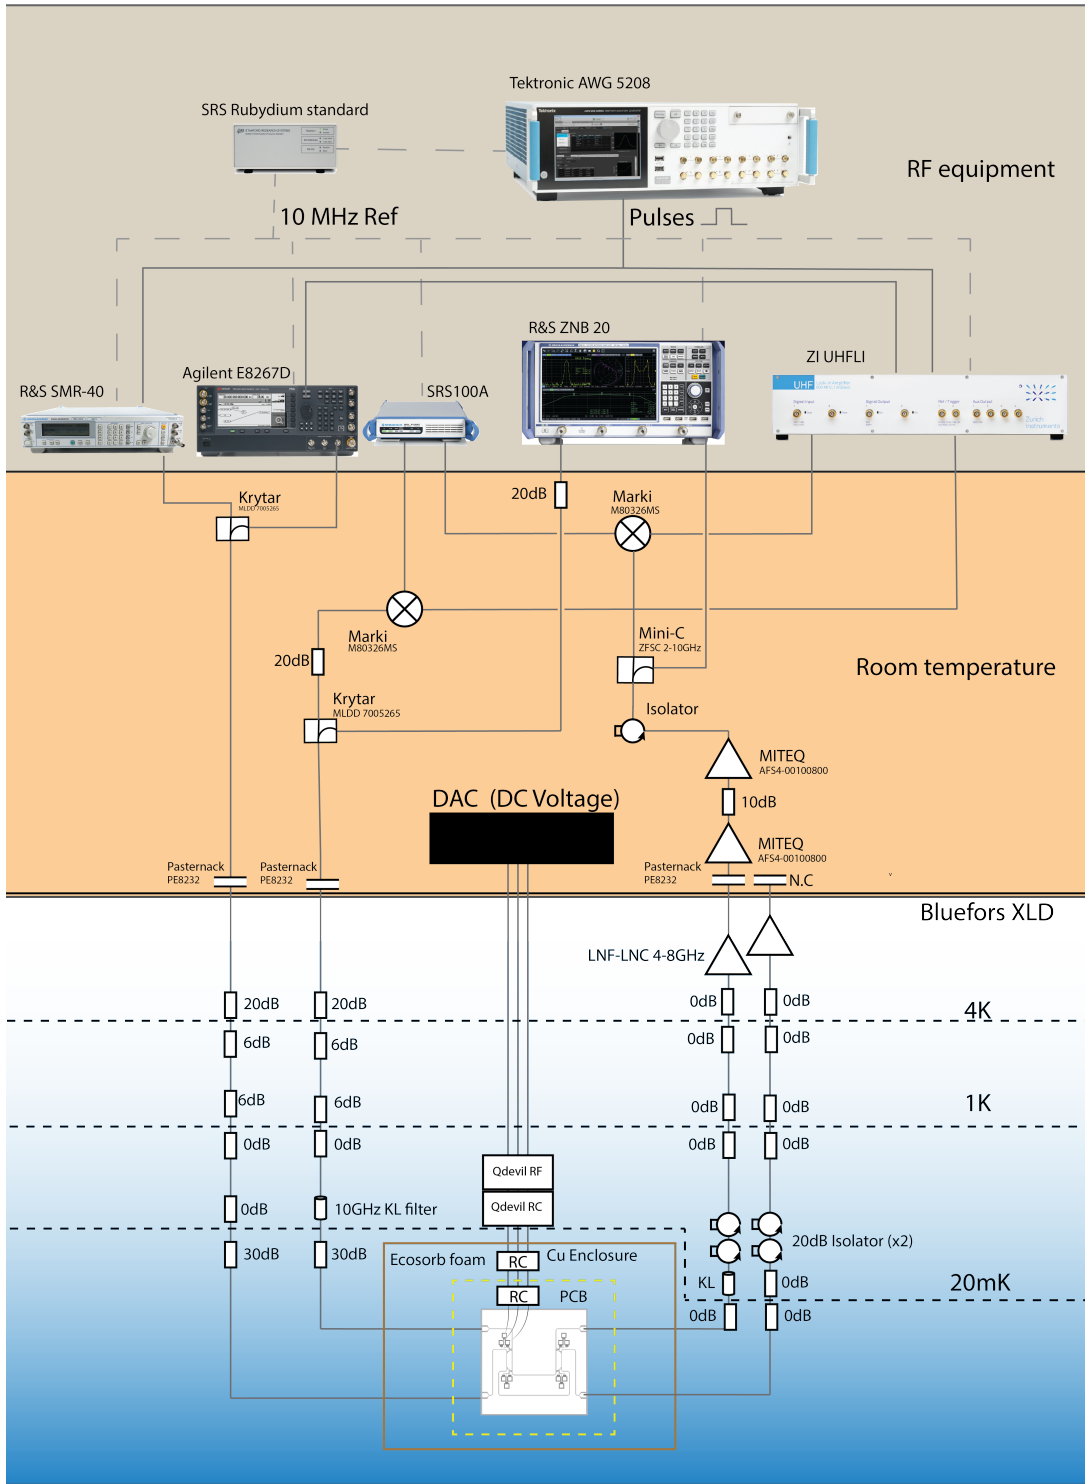 Tektronic AWG 5208
SRS Rubydium standard
RF equipment
10 MHz Ref
Pulses
R&S ZNB 20
ZI UHFLI
Agilent E8267D
R&S SMR-40
SRS100A
UHF
Zurich
Instruments
20dB
Marki
M80326MS
Krytar
MLDD 7005265
Marki
M80326MS
Mini-C
ZFSC 2-10GHz
20dB
Room temperature
Krytar
MLDD 7005265
Isolator
MITEQ
AFS4-00100800
10dB
DAC (DC Voltage)
MITEQ
AFS4-00100800
Pasternack
PE8232
Pasternack
PE8232
Pasternack
PE8232
N.C
v
Bluefors XLD
LNF-LNC 4-8GHz
20dB
20dB
0dB
0dB
4K
6dB
6dB
0dB
0dB
6dB
6dB
0dB
0dB
1K
0dB
0dB
0dB
0dB
Qdevil RF
Qdevil RC
0dB
10GHz KL filter
20dB Isolator (x2)
30dB
30dB
Ecosorb foam
RC
Cu Enclosure
KL
0dB
20mK
RC
PCB
0dB
0dB